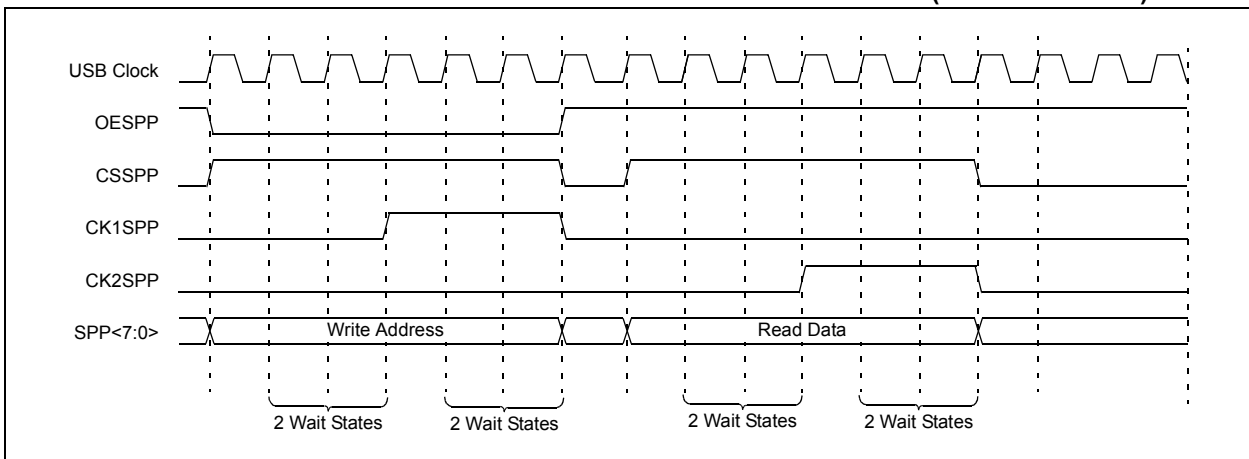 USB Clock
OESPP
CSSPP
CK1SPP
CK2SPP
SPP<7:0>
Write Address
Read Data
2 Wait States
2 Wait States
2 Wait States
2 Wait States